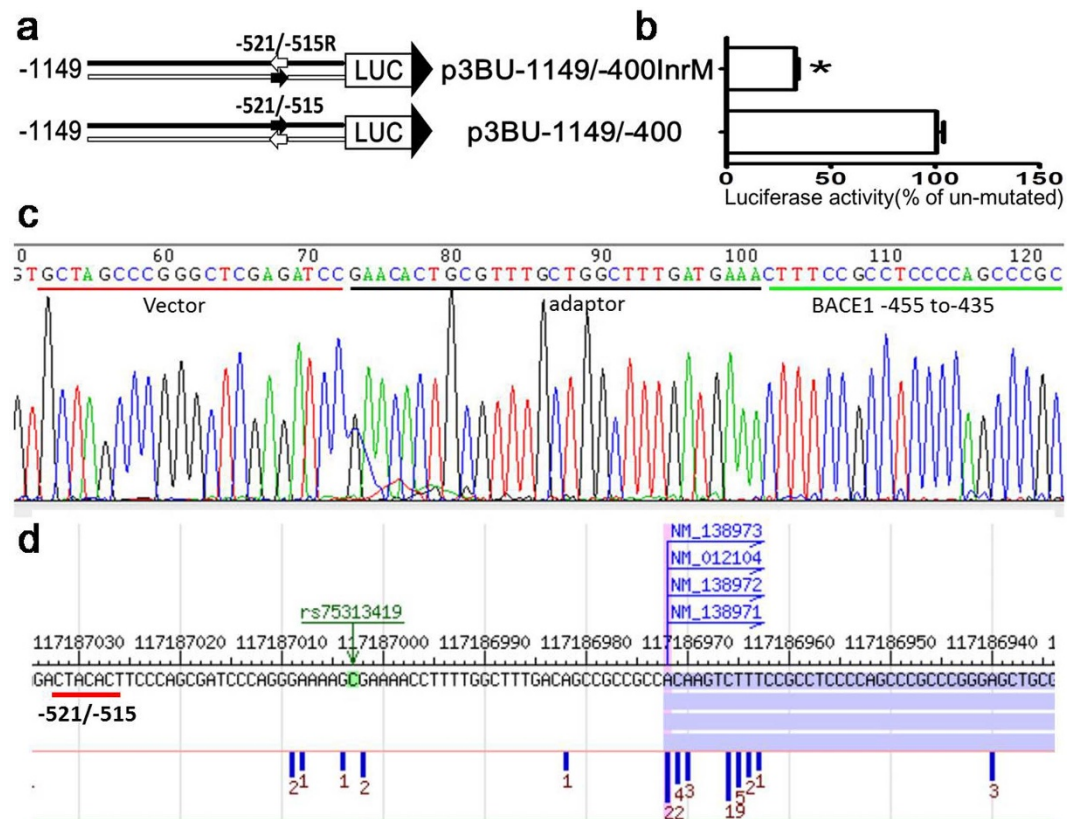 a
-521/-515R
-1149 LUC p3BU-1149/-400InrM
-521/-515
-1149 LUC p3BU-1149/-400
b
*
0 50 100 150
Luciferase activity(% of un-mutated)
c
0 60 70 80 90 100 110 120
GTGCTAGCCCGGGCTCGAGATCCGAACACTGCGTTTGCTGGCTTTGATGAAACTTTCCGCCTCCCCAGCCCGC
Vector adaptor BACE1 -455 to-435
d
NM_138973
NM_012104
NM_138972
rs75313419 NM_138971
117187030 117187020 117187010 117187000 117186990 117186980 117186970 117186960 117186950 117186940 1
GACTACACTTCCCAGCGATCCCAGGGAAAAGCGAAAACCTTTTGGCTTTGACAGCCGCCGCCACAAGTCTTTCCGCCTCCCCAGCCCGCCCGGGAGCTGCG
-521/-515
2 1 1 2 1 22 4 3 19 5 2 1 3